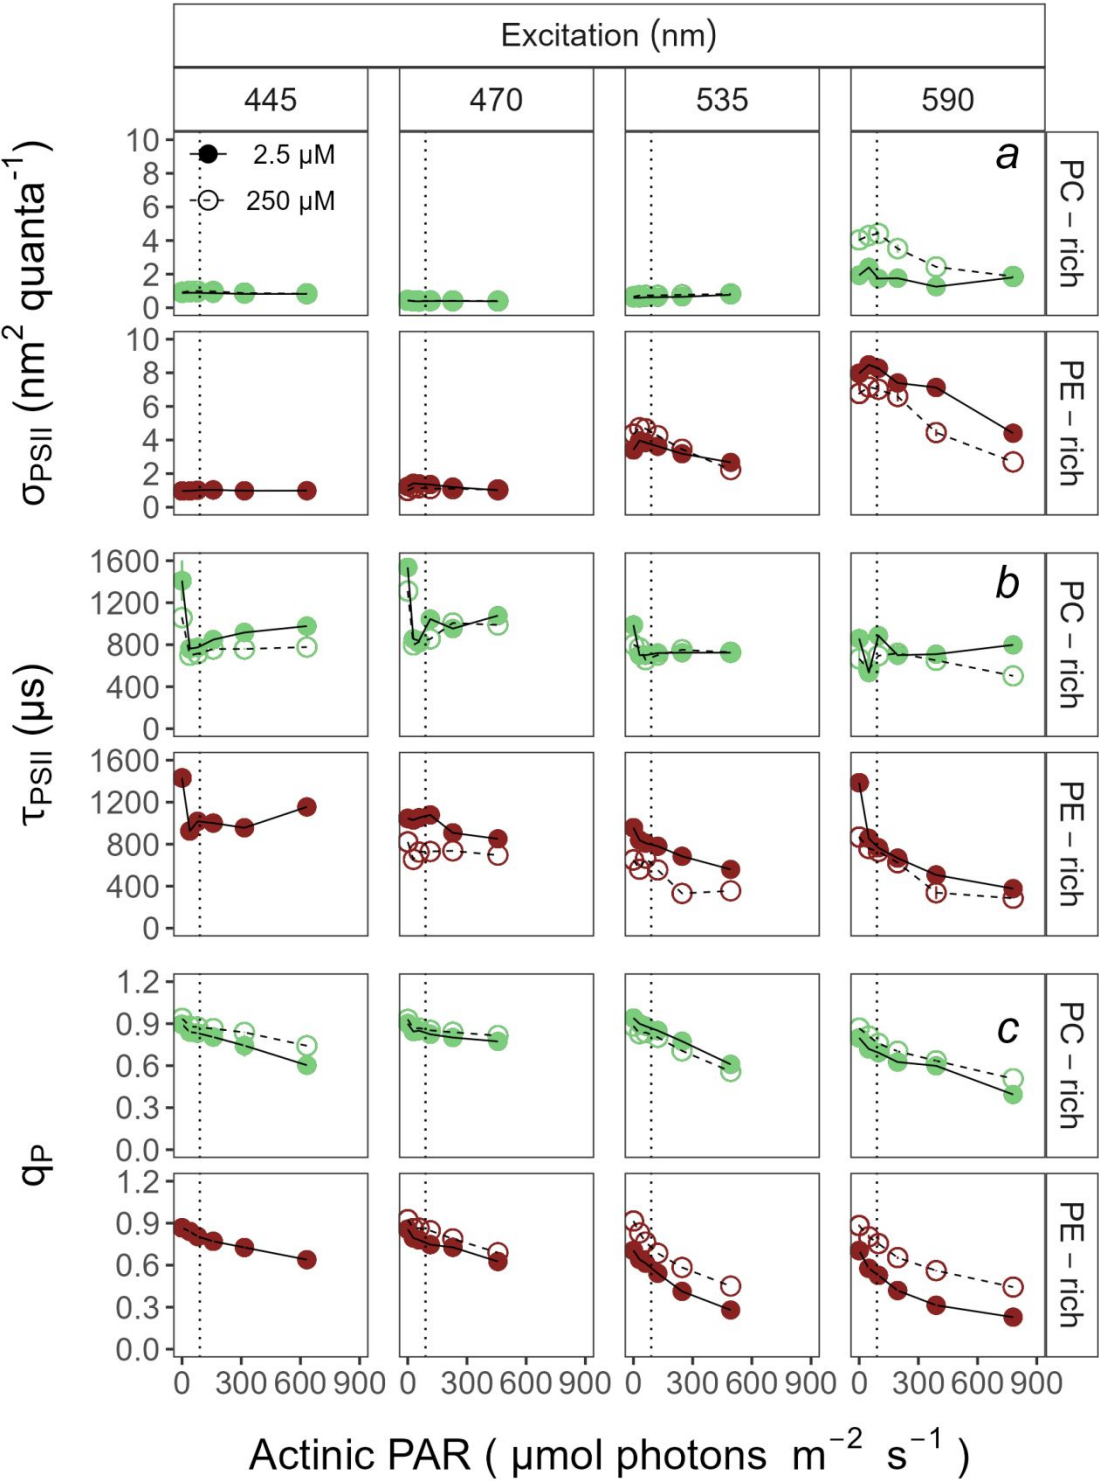 Excitation (nm)
445 470 535 590
σPSII (nm² quanta⁻¹)
10
8
6
4
2
0
2.5 µM
250 µM
a
PC – rich
10
8
6
4
2
0
PE – rich
τPSII (µs)
1600
1200
800
400
0
b
PC – rich
1600
1200
800
400
0
PE – rich
qP
1.2
0.9
0.6
0.3
0.0
c
PC – rich
1.2
0.9
0.6
0.3
0.0
PE – rich
0 300 600 900 0 300 600 900 0 300 600 900 0 300 600 900
Actinic PAR ( µmol photons m⁻² s⁻¹ )